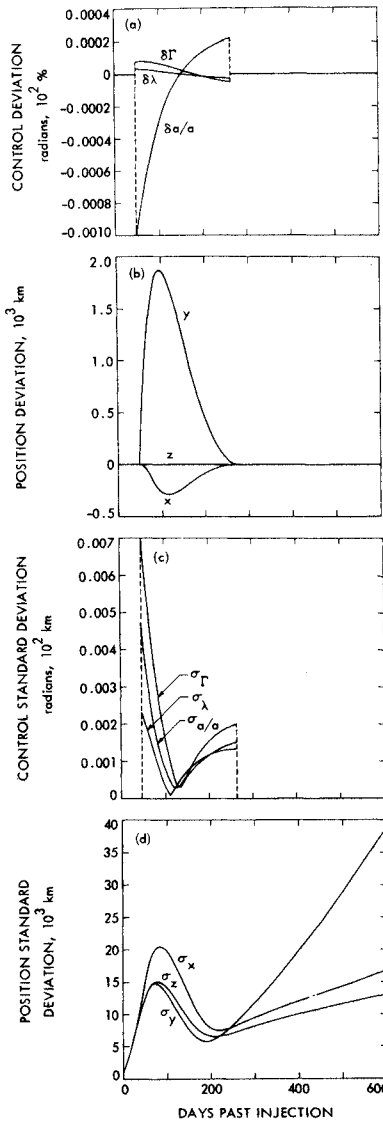 CONTROL DEVIATION
radians, 10² %
0.0004
0.0002
0
-0.0002
-0.0004
-0.0006
-0.0008
-0.0010
(a)
δΓ
δλ
δa/a
POSITION DEVIATION, 10³ km
2.0
1.5
1.0
0.5
0
-0.5
(b)
y
z
x
CONTROL STANDARD DEVIATION
radians, 10² km
0.007
0.006
0.005
0.004
0.003
0.002
0.001
0
(c)
σΓ
σλ
σa/a
POSITION STANDARD
DEVIATION, 10³ km
40
35
30
25
20
15
10
5
0
(d)
σx
σz
σy
0
200
400
600
DAYS PAST INJECTION